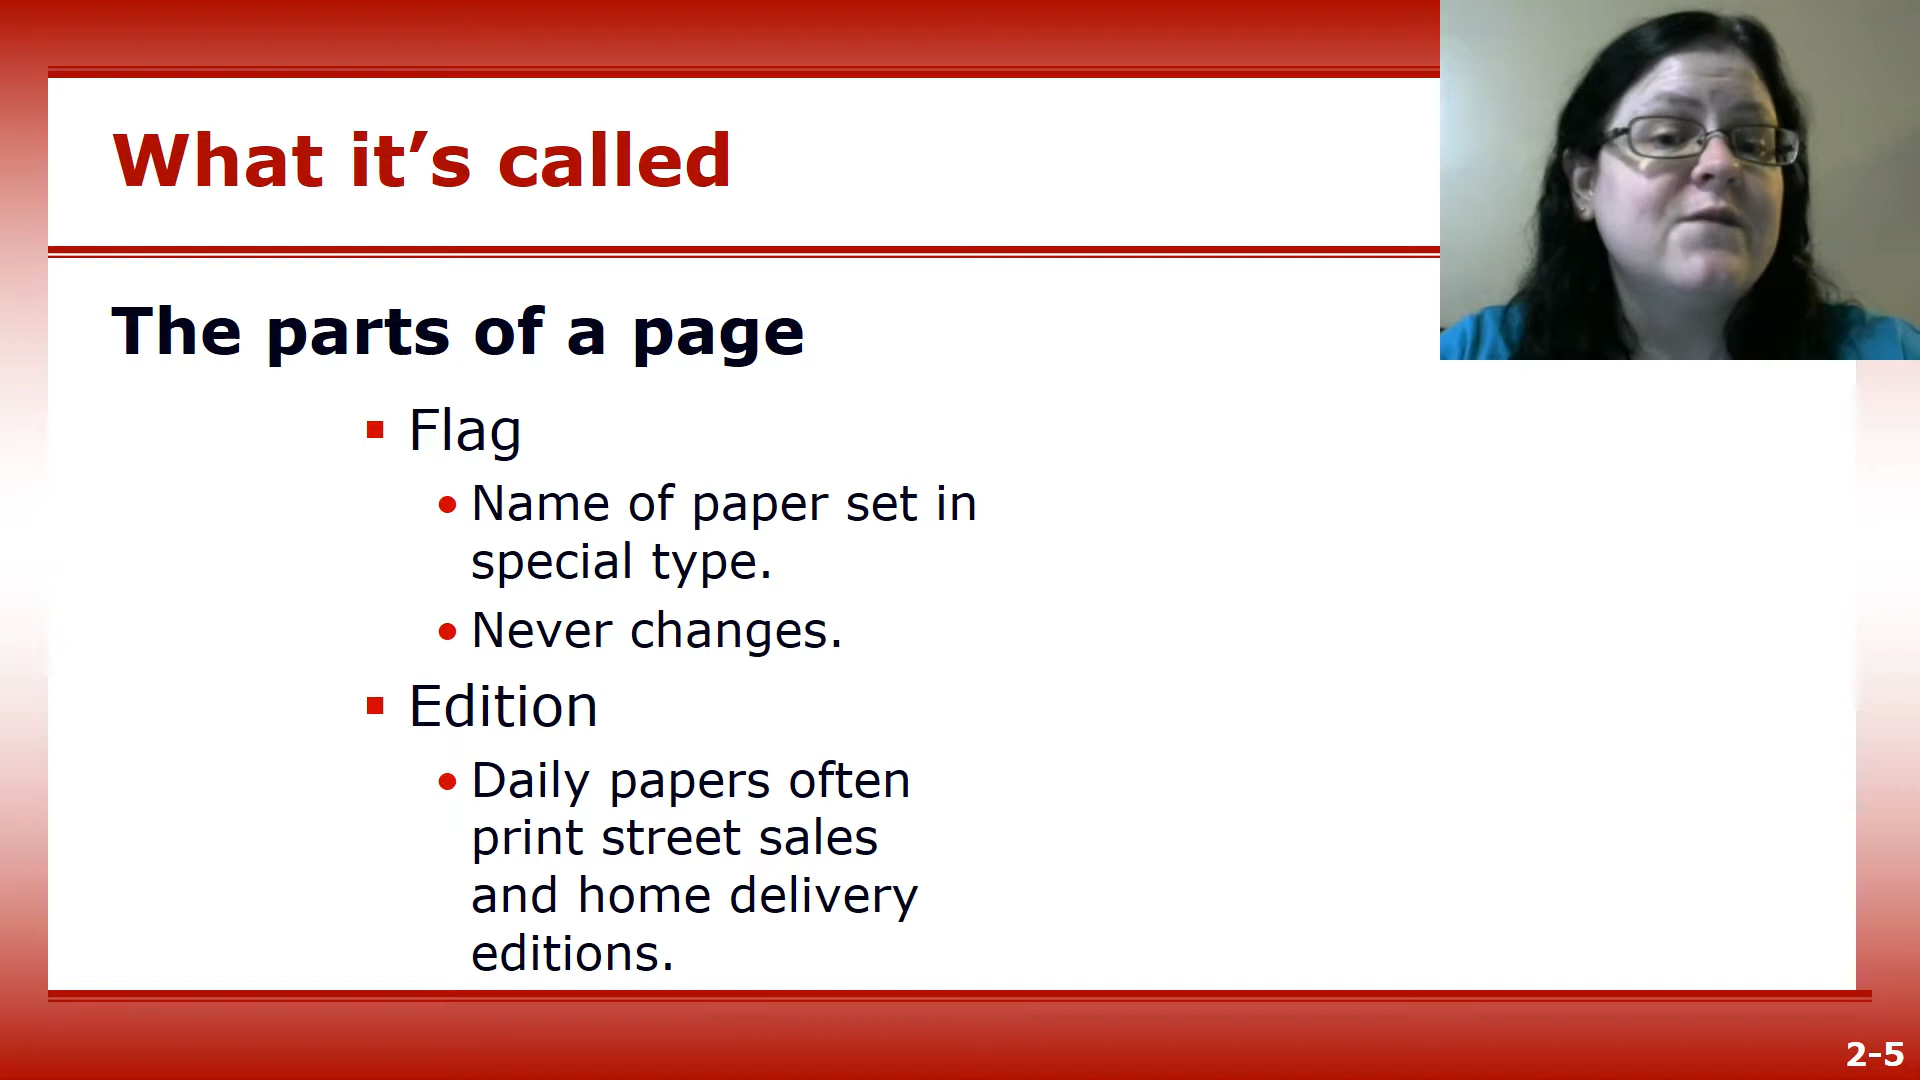 What it’s called
The parts of a page
Flag
Name of paper set in
special type.
Never changes.
Edition
Daily papers often
print street sales
and home delivery
editions.
2-5